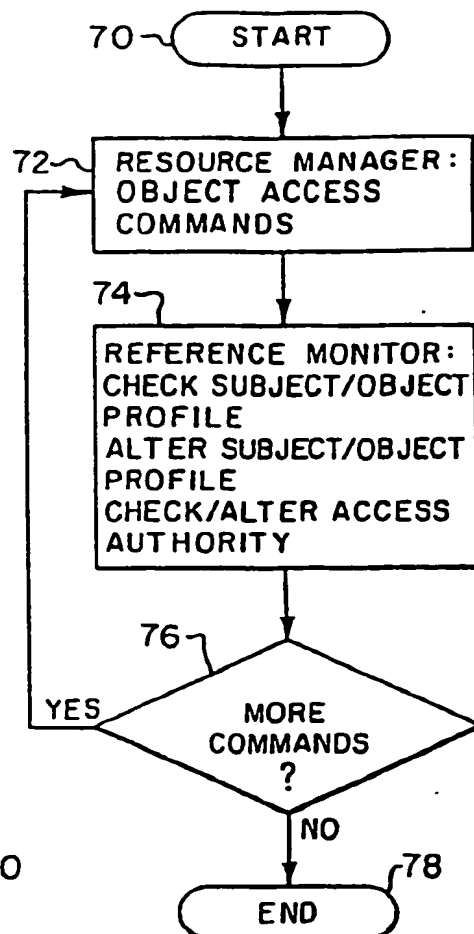 70
START
72
RESOURCE MANAGER:
OBJECT ACCESS
COMMANDS
74
REFERENCE MONITOR:
CHECK SUBJECT/OBJECT
PROFILE
ALTER SUBJECT/OBJECT
PROFILE
CHECK/ALTER ACCESS
AUTHORITY
76
YES
MORE
COMMANDS
?
NO
0
78
END